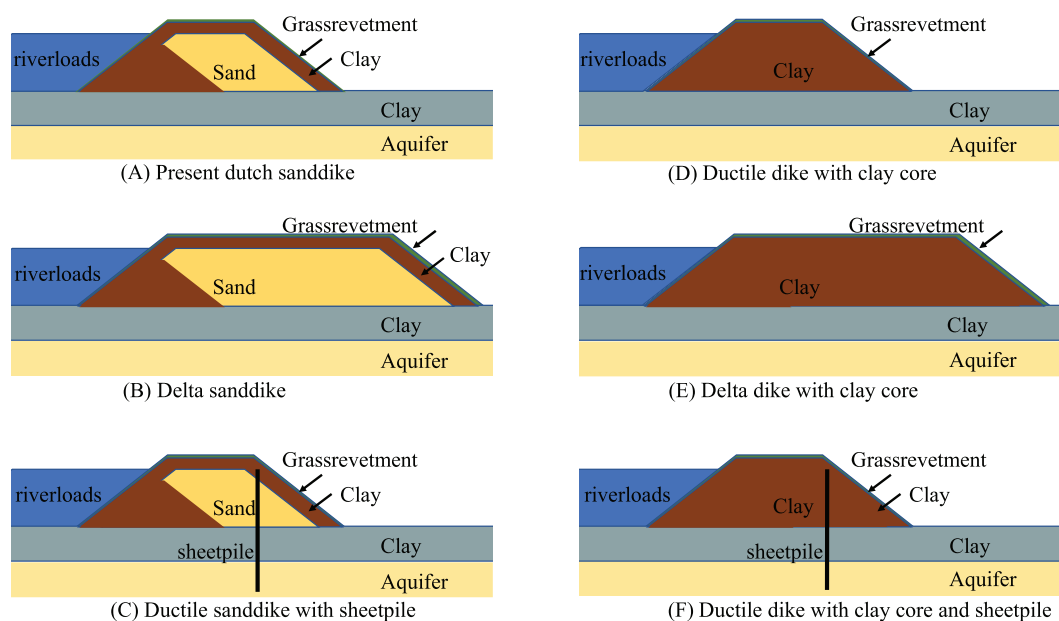 Grassrevetment
riverloads
Clay
Sand
Clay
Aquifer
(A) Present dutch sanddike
Grassrevetment
riverloads
Clay
Clay
Aquifer
(D) Ductile dike with clay core
Grassrevetment
Clay
riverloads
Sand
Clay
Aquifer
(B) Delta sanddike
Grassrevetment
riverloads
Clay
Clay
Aquifer
(E) Delta dike with clay core
Grassrevetment
riverloads
Clay
Sand
sheetpile
Clay
Aquifer
(C) Ductile sanddike with sheetpile
Grassrevetment
riverloads
Clay
Clay
sheetpile
Clay
Aquifer
(F) Ductile dike with clay core and sheetpile